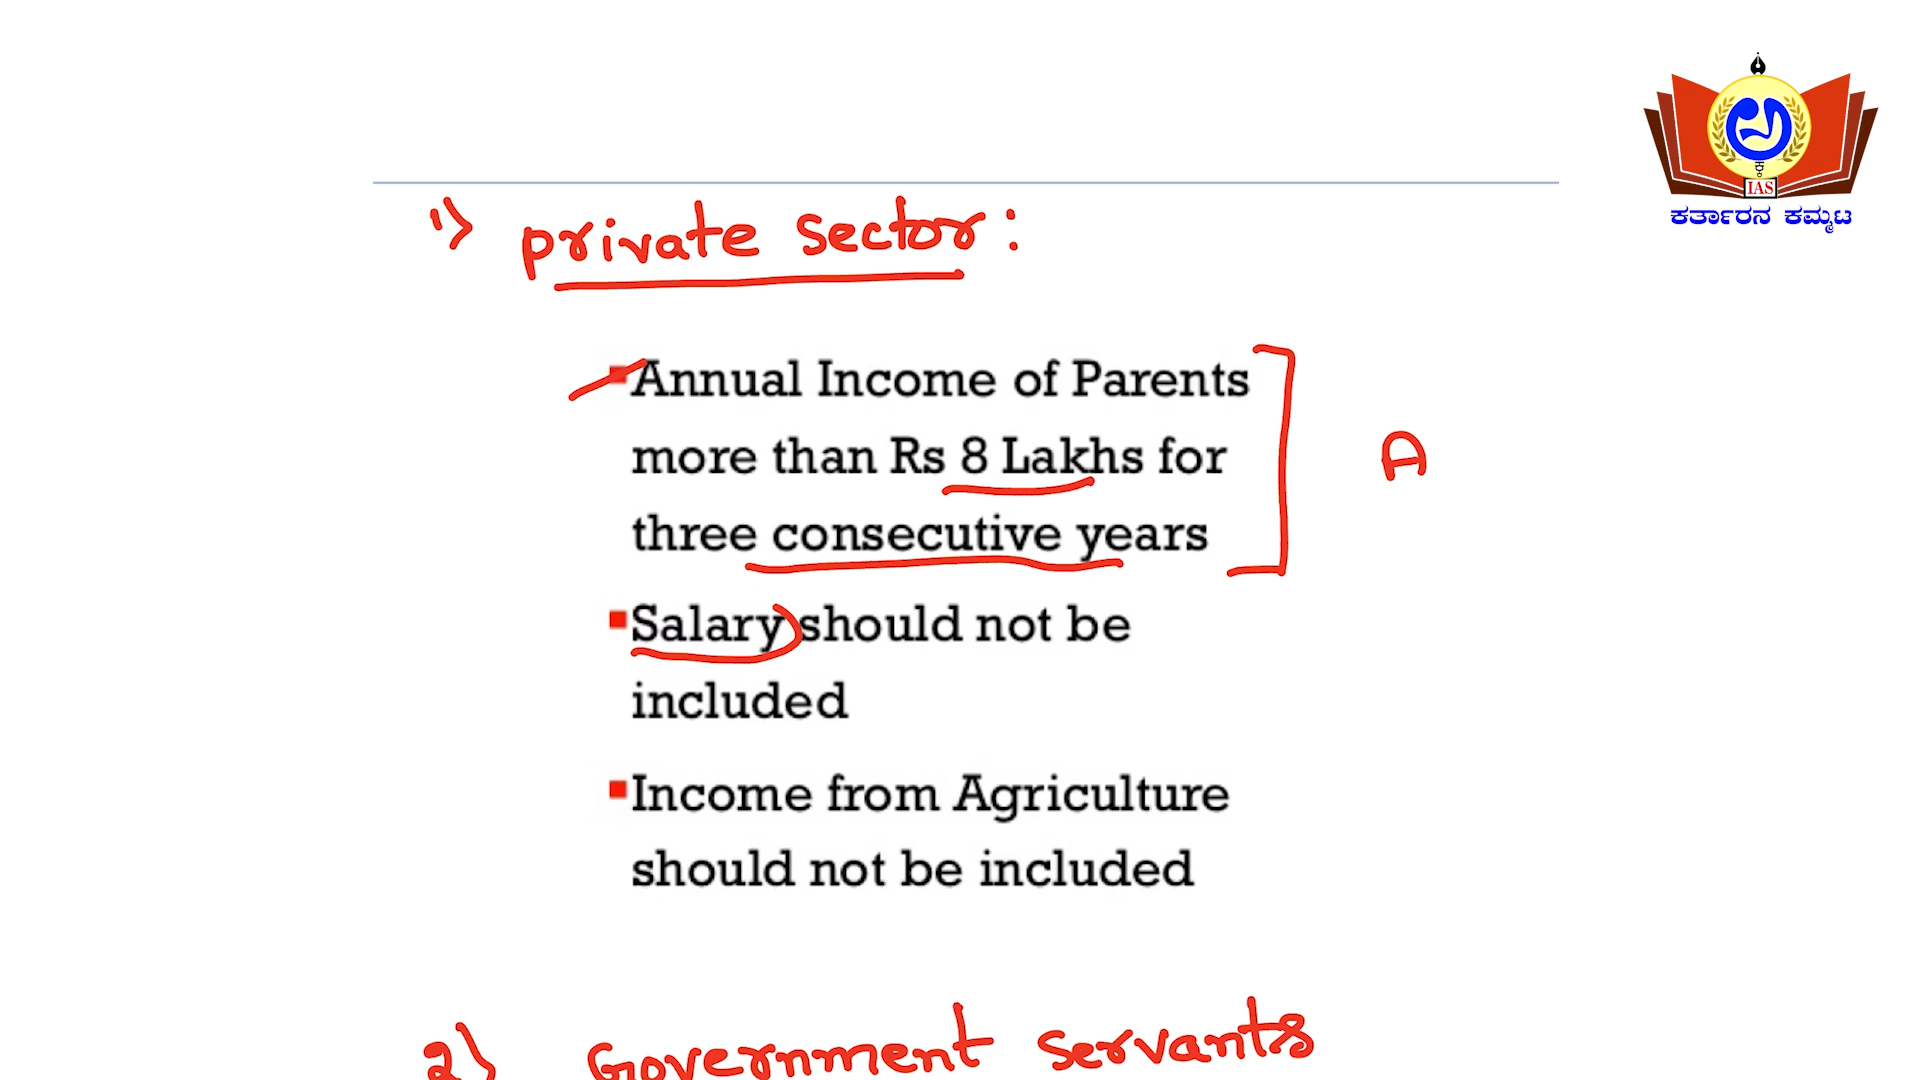 IAS
ಕರ್ತಾರನ ಕಮ್ಮಟ
1) private sector:
▪Annual Income of Parents
more than Rs 8 Lakhs for
three consecutive years
A
▪Salary should not be
included
▪Income from Agriculture
should not be included
2) Government servants